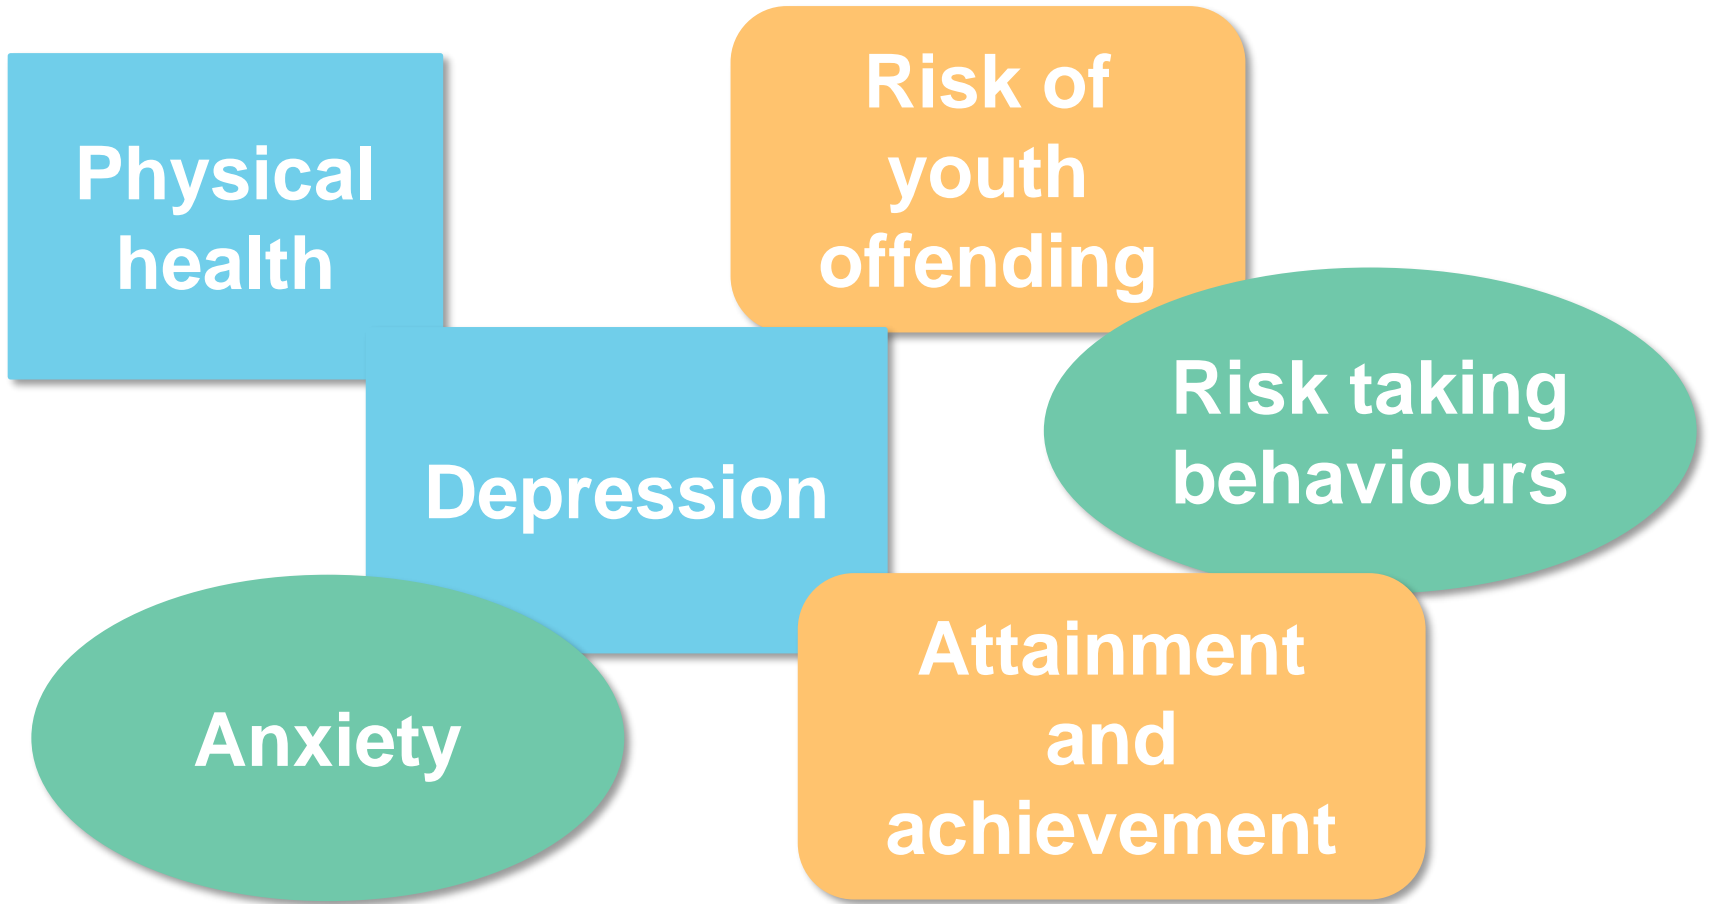 Physical
health
Risk of
youth
offending
Risk taking
behaviours
Depression
Anxiety
Attainment
and
achievement